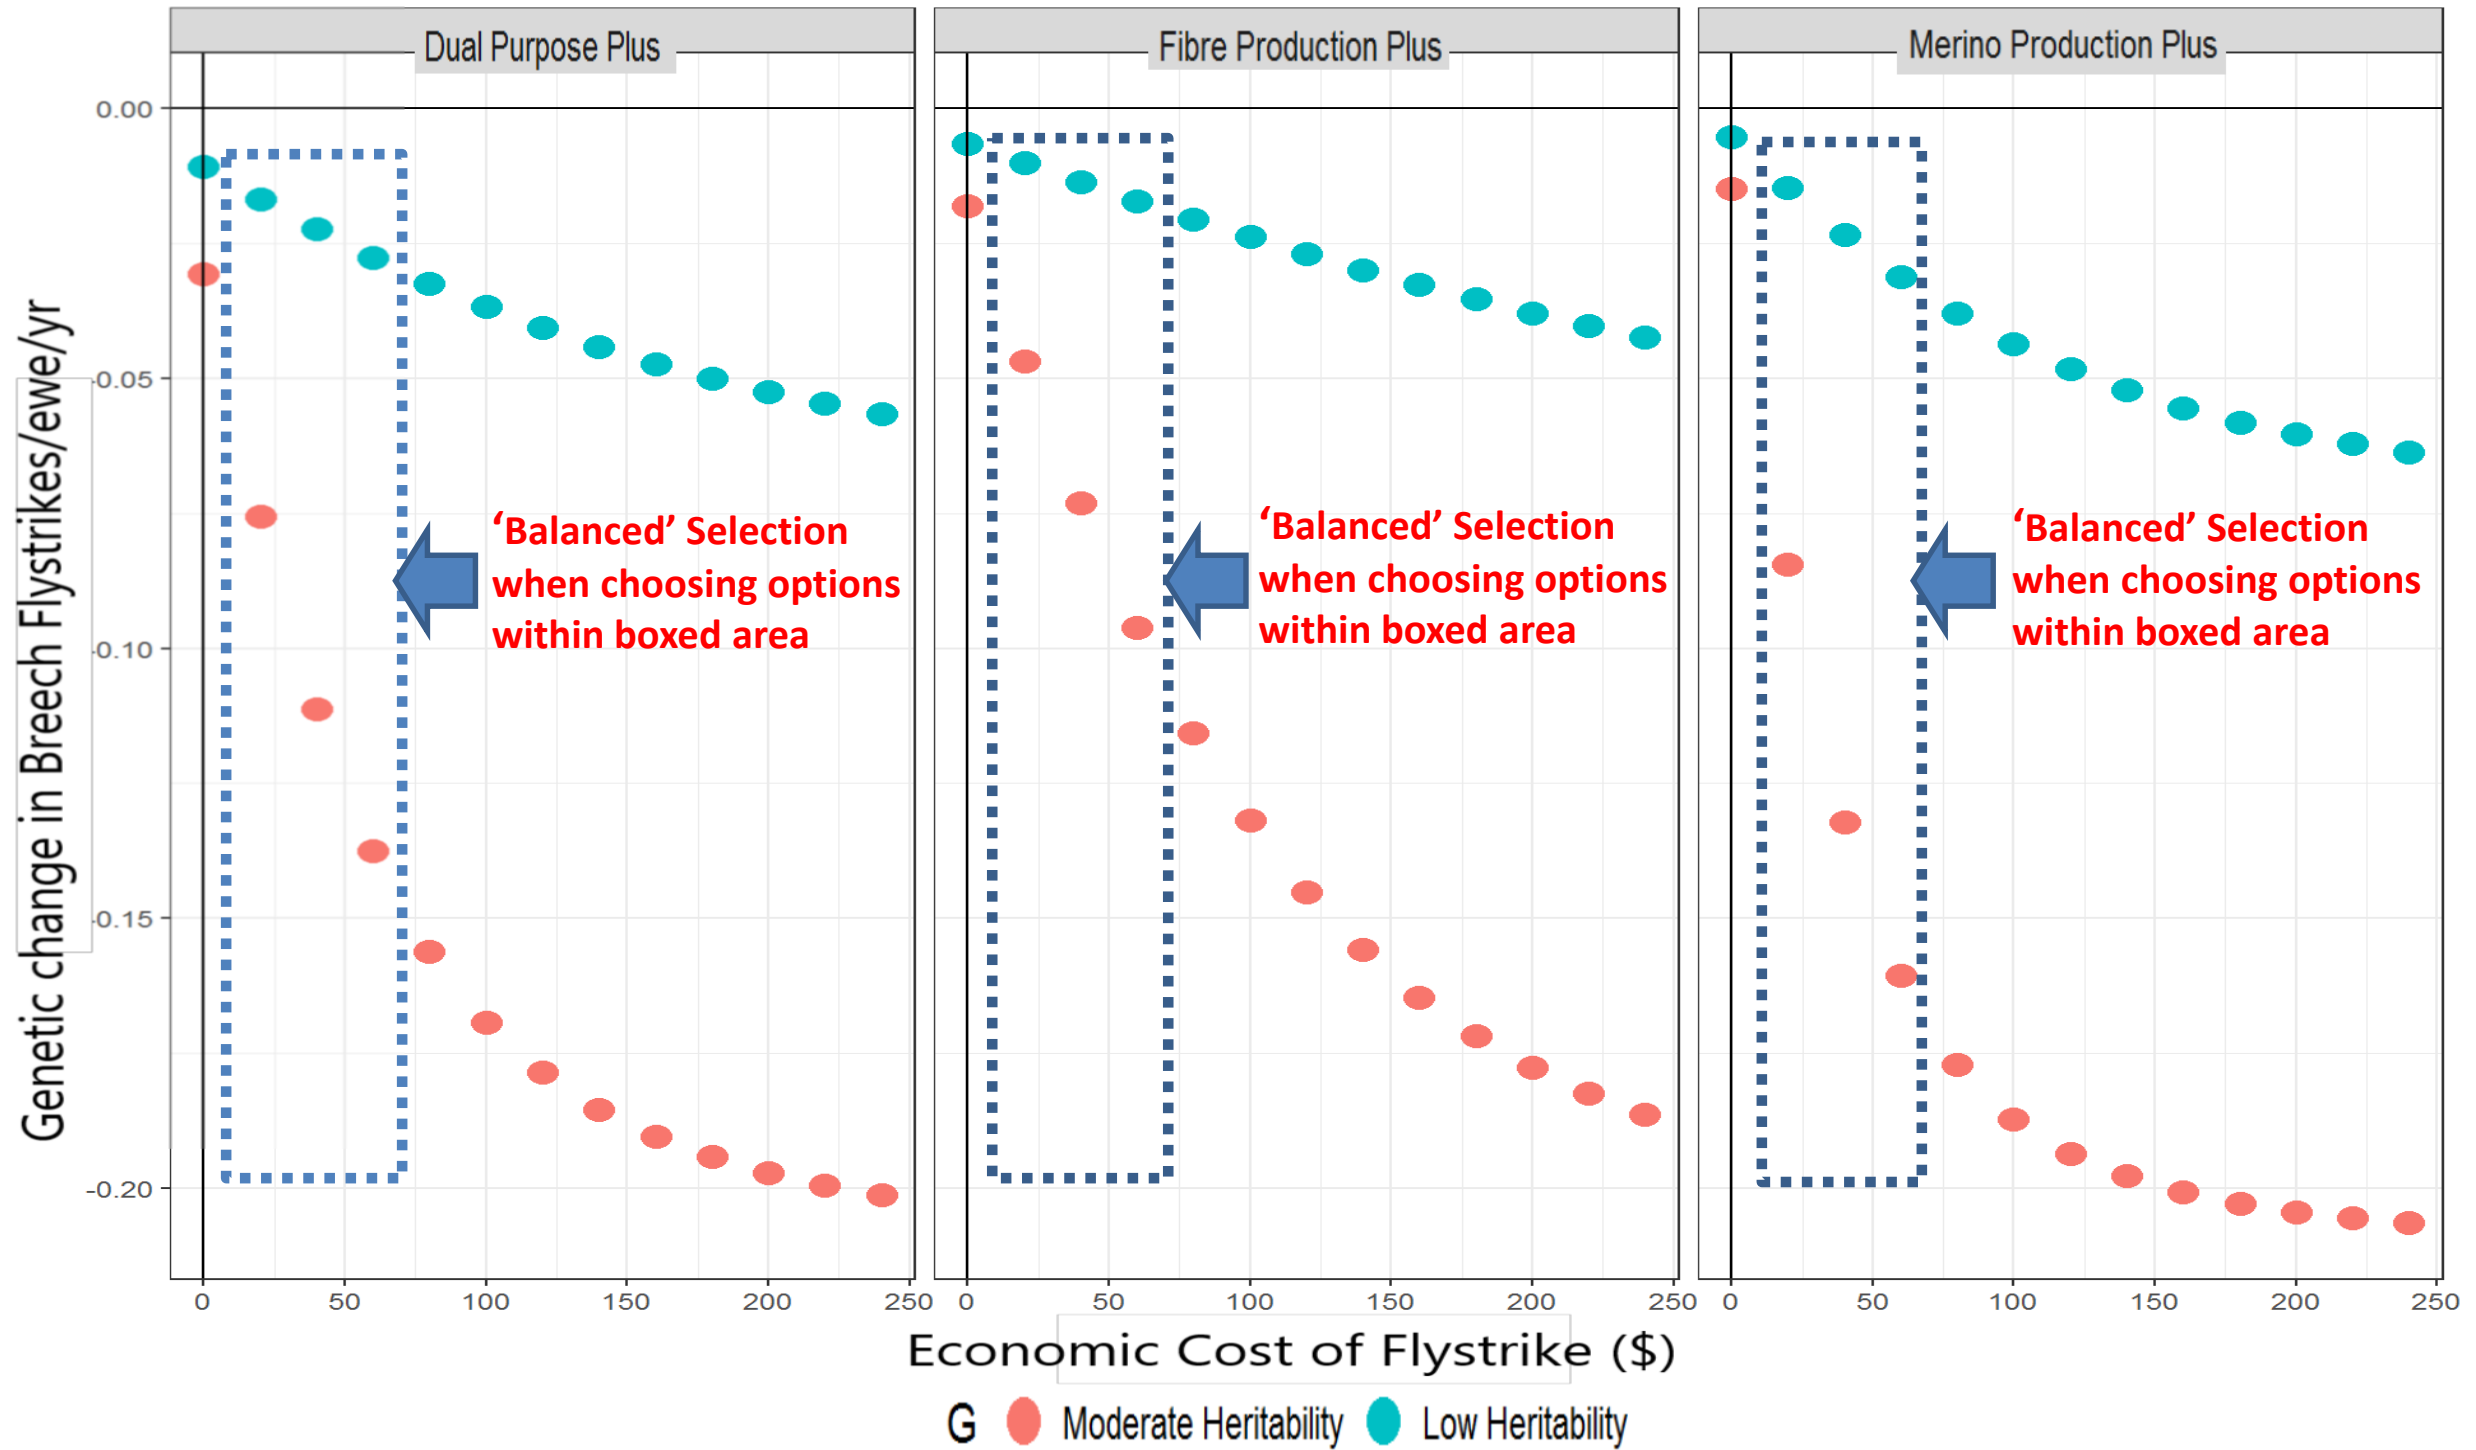 Dual Purpose Plus
Fibre Production Plus
Merino Production Plus
Genetic change in Breech Flystrikes/ewe/yr
0.00
-0.05
-0.10
-0.15
-0.20
‘Balanced’ Selection
when choosing options
within boxed area
‘Balanced’ Selection
when choosing options
within boxed area
‘Balanced’ Selection
when choosing options
within boxed area
0 50 100 150 200 250
0 50 100 150 200 250
0 50 100 150 200 250
Economic Cost of Flystrike ($)
G Moderate Heritability Low Heritability